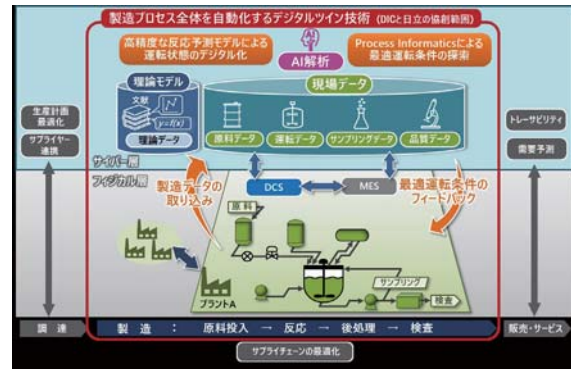 製造プロセス全体を自動化するデジタルツイン技術 (DICと日立の協創範囲)
高精度な反応予測モデルによる
運転状態のデジタル化
AI解析
Process Informaticsによる
最適運転条件の探索
理論モデル
文献
y=f(x)
理論データ
現場データ
原料データ
運転データ
サンプリングデータ
品質データ
生産計画
最適化
サプライヤー
連携
トレーサビリティ
需要予測
サイバー層
フィジカル層
製造データの
取り込み
DCS
MES
最適運転条件の
フィードバック
原料
プラントA
サンプリング
検査
調達
製造 : 原料投入 → 反応 → 後処理 → 検査
販売・サービス
サプライチェーンの最適化